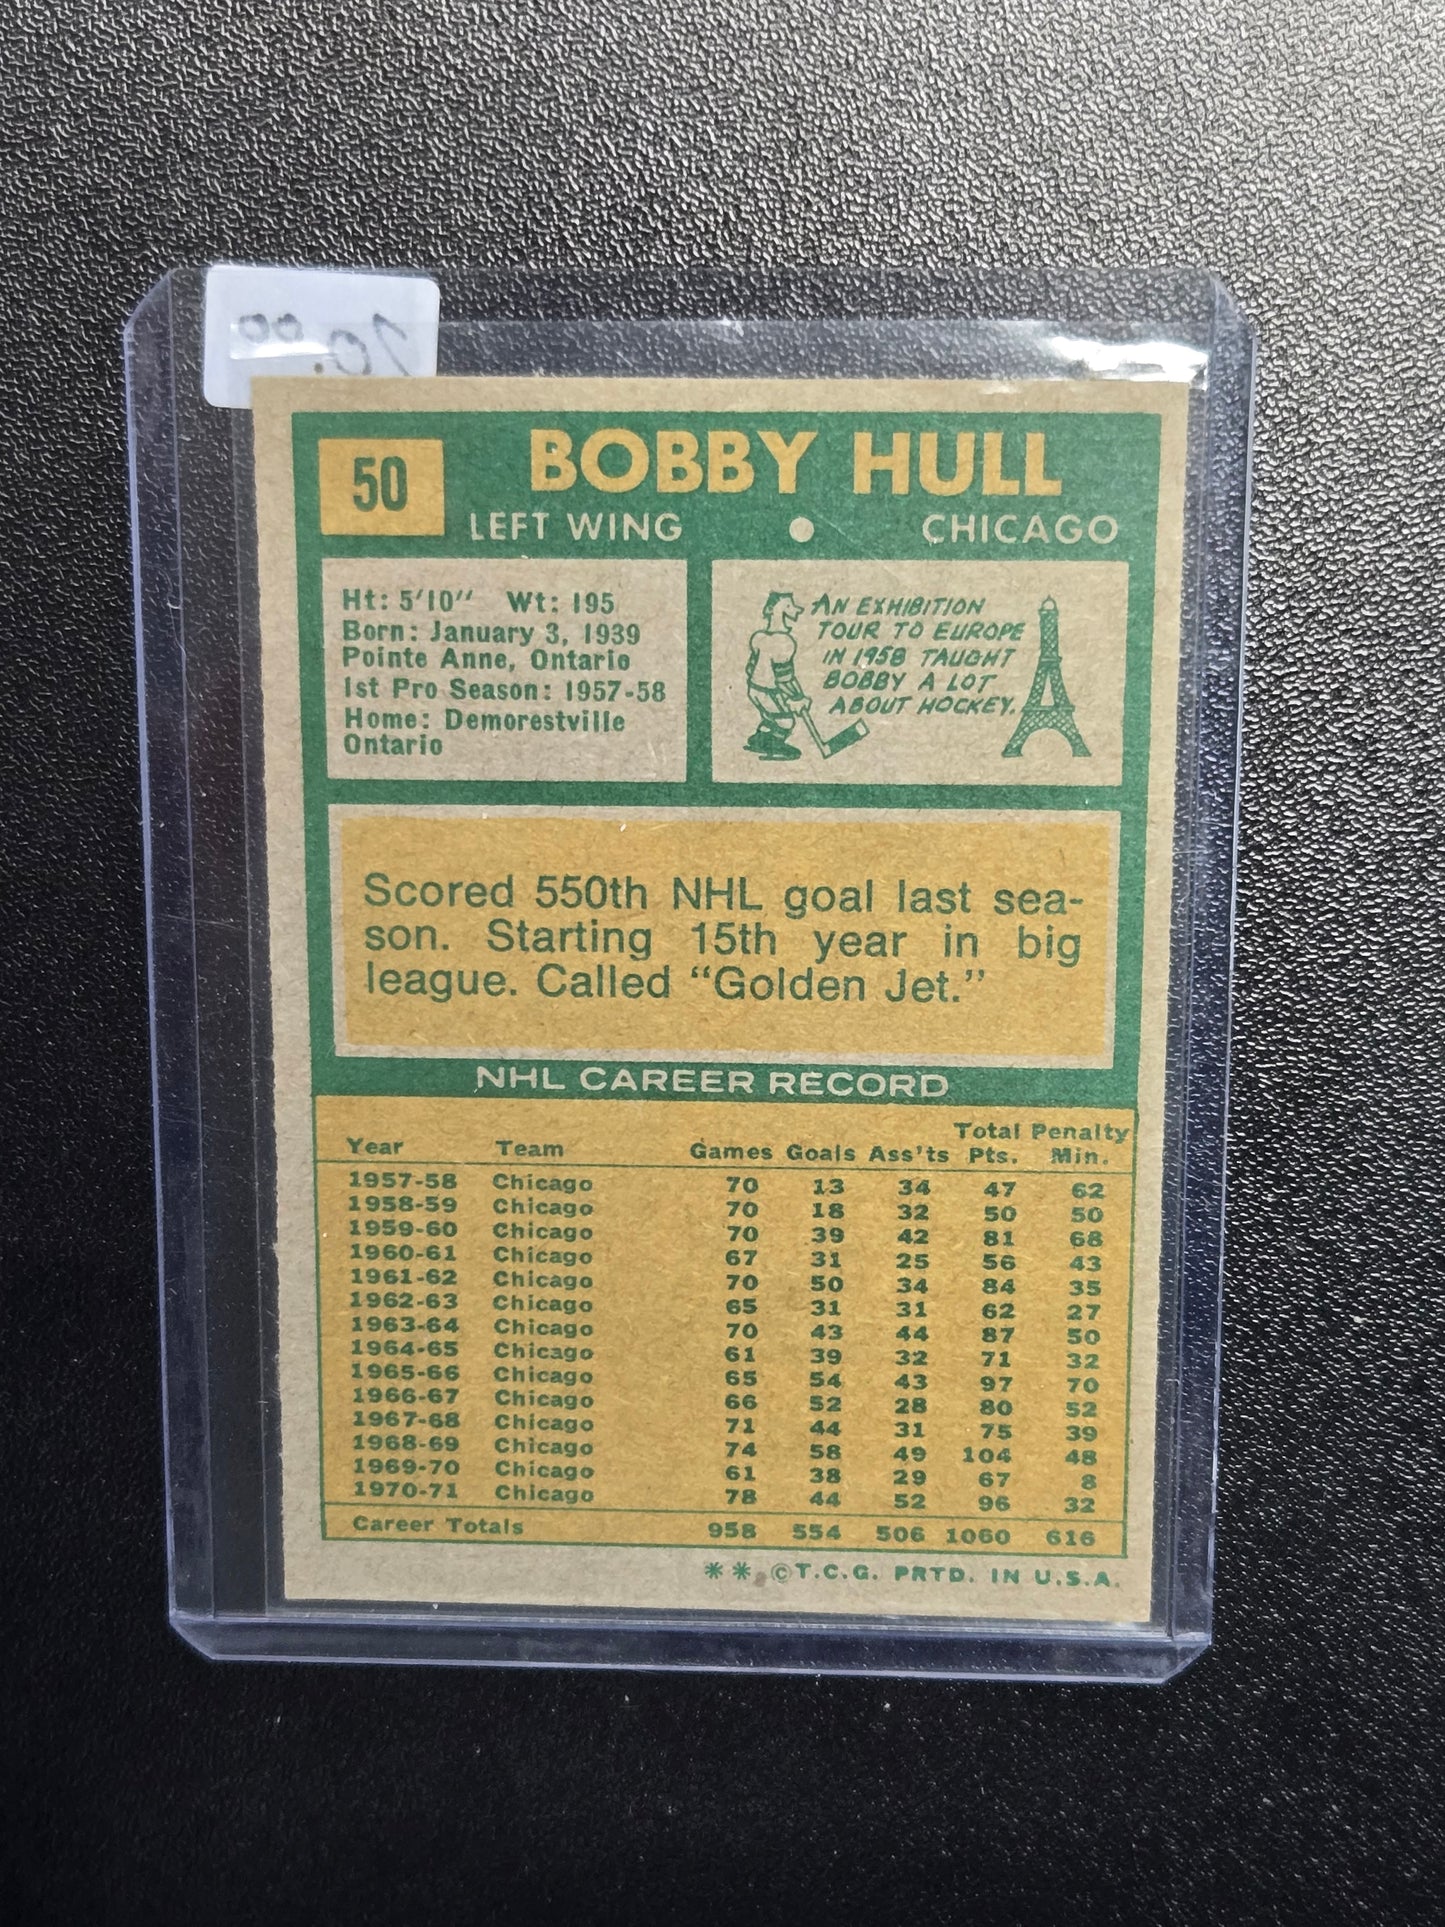 70.00
50
BOBBY HULL
LEFT WING
CHICAGO
Ht: 5'10" Wt: 195
Born: January 3, 1939
Pointe Anne, Ontario
1st Pro Season: 1957-58
Home: Demorestville
Ontario
AN EXHIBITION
TOUR TO EUROPE
IN 1958 TAUGHT
BOBBY A LOT
ABOUT HOCKEY.
Scored 550th NHL goal last sea-
son. Starting 15th year in big
league. Called "Golden Jet."
NHL CAREER RECORD
Year Team Games Goals Ass'ts Total Pts. Penalty Min.
1957-58 Chicago 70 13 34 47 62
1958-59 Chicago 70 18 32 50 50
1959-60 Chicago 70 39 42 81 68
1960-61 Chicago 67 31 25 56 43
1961-62 Chicago 70 50 34 84 35
1962-63 Chicago 65 31 31 62 27
1963-64 Chicago 70 43 44 87 50
1964-65 Chicago 61 39 32 71 32
1965-66 Chicago 65 54 43 97 70
1966-67 Chicago 66 52 28 80 52
1967-68 Chicago 71 44 31 75 39
1968-69 Chicago 74 58 49 104 48
1969-70 Chicago 61 38 29 67 8
1970-71 Chicago 78 44 52 96 32
Career Totals 958 554 506 1060 616
** ©T.C.G. PRTD. IN U.S.A.